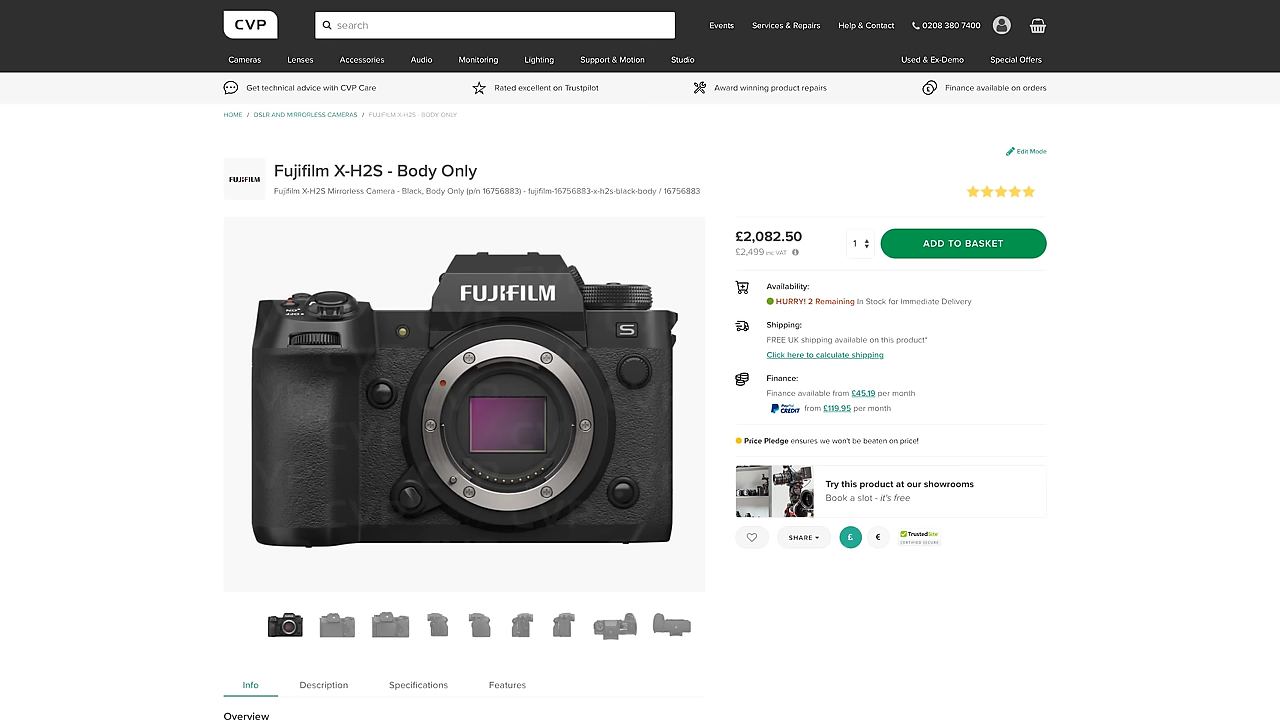 CVP
search
Events
Services & Repairs
Help & Contact
0208 380 7400
Cameras
Lenses
Accessories
Audio
Monitoring
Lighting
Support & Motion
Studio
Used & Ex-Demo
Special Offers
Get technical advice with CVP Care
Rated excellent on Trustpilot
Award winning product repairs
Finance available on orders
HOME / DSLR AND MIRRORLESS CAMERAS / FUJIFILM X-H2S - BODY ONLY
Edit Mode
FUJIFILM
Fujifilm X-H2S - Body Only
Fujifilm X-H2S Mirrorless Camera - Black, Body Only (p/n 16756883) - fujifilm-16756883-x-h2s-black-body / 16756883
FUJIFILM
S
£2,082.50
£2,499 inc VAT
1
ADD TO BASKET
Availability:
HURRY! 2 Remaining In Stock for Immediate Delivery
Shipping:
FREE UK shipping available on this product*
Click here to calculate shipping
Finance:
Finance available from £45.19 per month
PayPal CREDIT from £119.95 per month
Price Pledge ensures we won't be beaten on price!
Try this product at our showrooms
Book a slot - it's free
SHARE
£
€
TrustedSite
CERTIFIED SECURE
Info
Description
Specifications
Features
Overview